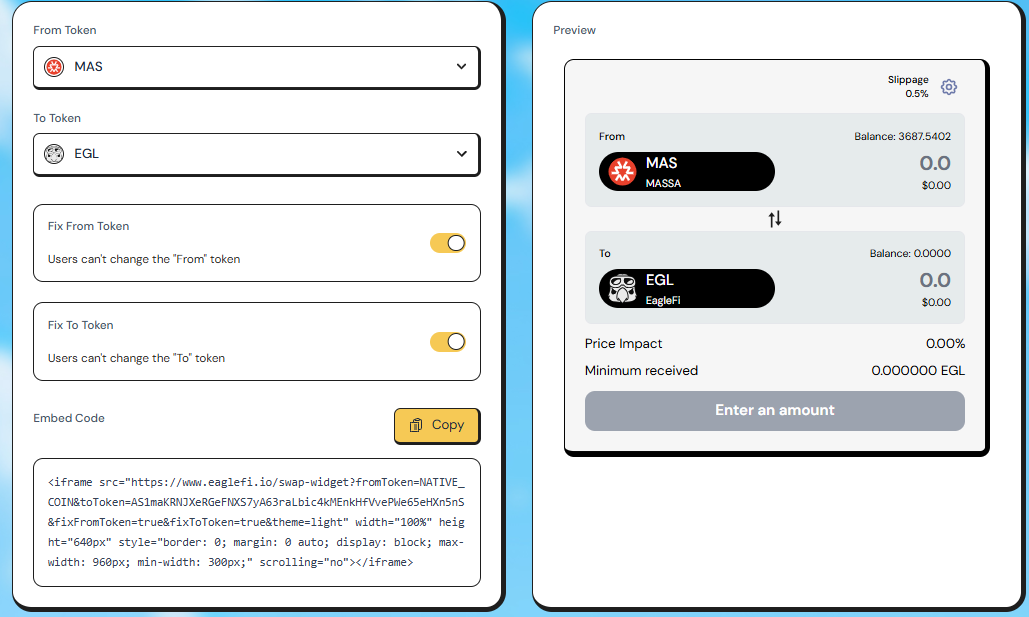 From Token
MAS
To Token
EGL
Fix From Token
Users can't change the "From" token
Fix To Token
Users can't change the "To" token
Embed Code
Copy
<iframe src="https://www.eaglefi.io/swap-widget?fromToken=NATIVE_
COIN&toToken=AS1maKRNJXeRGeFNXS7yA63raLbic4kMEnkHfVvePWe65eHXn5nS
&fixFromToken=true&fixToToken=true&theme=light" width="100%" hei
ght="640px" style="border: 0; margin: 0 auto; display: block; max-
width: 960px; min-width: 300px;" scrolling="no"></iframe>
Preview
Slippage
0.5%
From
Balance: 3687.5402
MAS
MASSA
0.0
$0.00
To
Balance: 0.0000
EGL
EagleFi
0.0
$0.00
Price Impact
0.00%
Minimum received
0.000000 EGL
Enter an amount